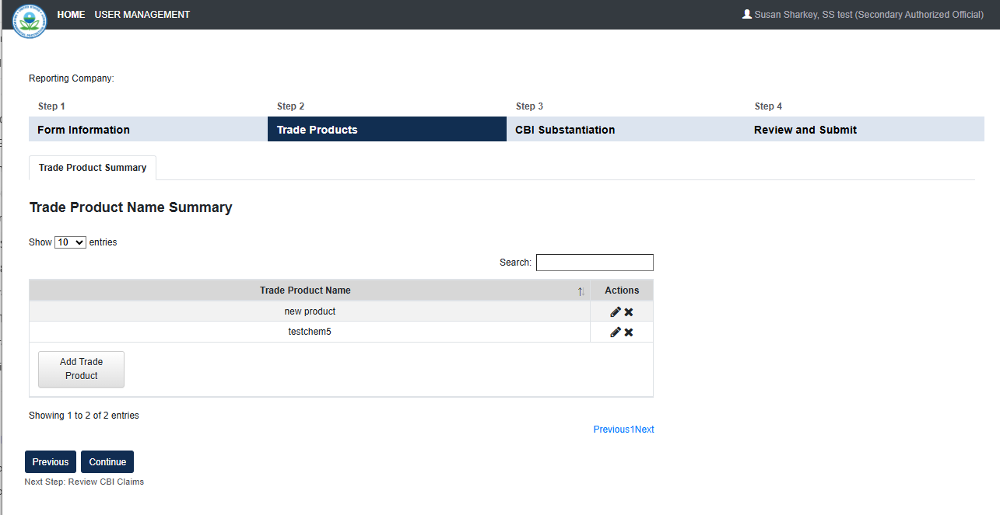 HOME USER MANAGEMENT
Susan Sharkey, SS test (Secondary Authorized Official)
Reporting Company:
Step 1 Step 2 Step 3 Step 4
Form Information Trade Products CBI Substantiation Review and Submit
Trade Product Summary
Trade Product Name Summary
Show 10 entries
Search:
Trade Product Name Actions
new product
testchem5
Add Trade
Product
Showing 1 to 2 of 2 entries
Previous1Next
Previous Continue
Next Step: Review CBI Claims